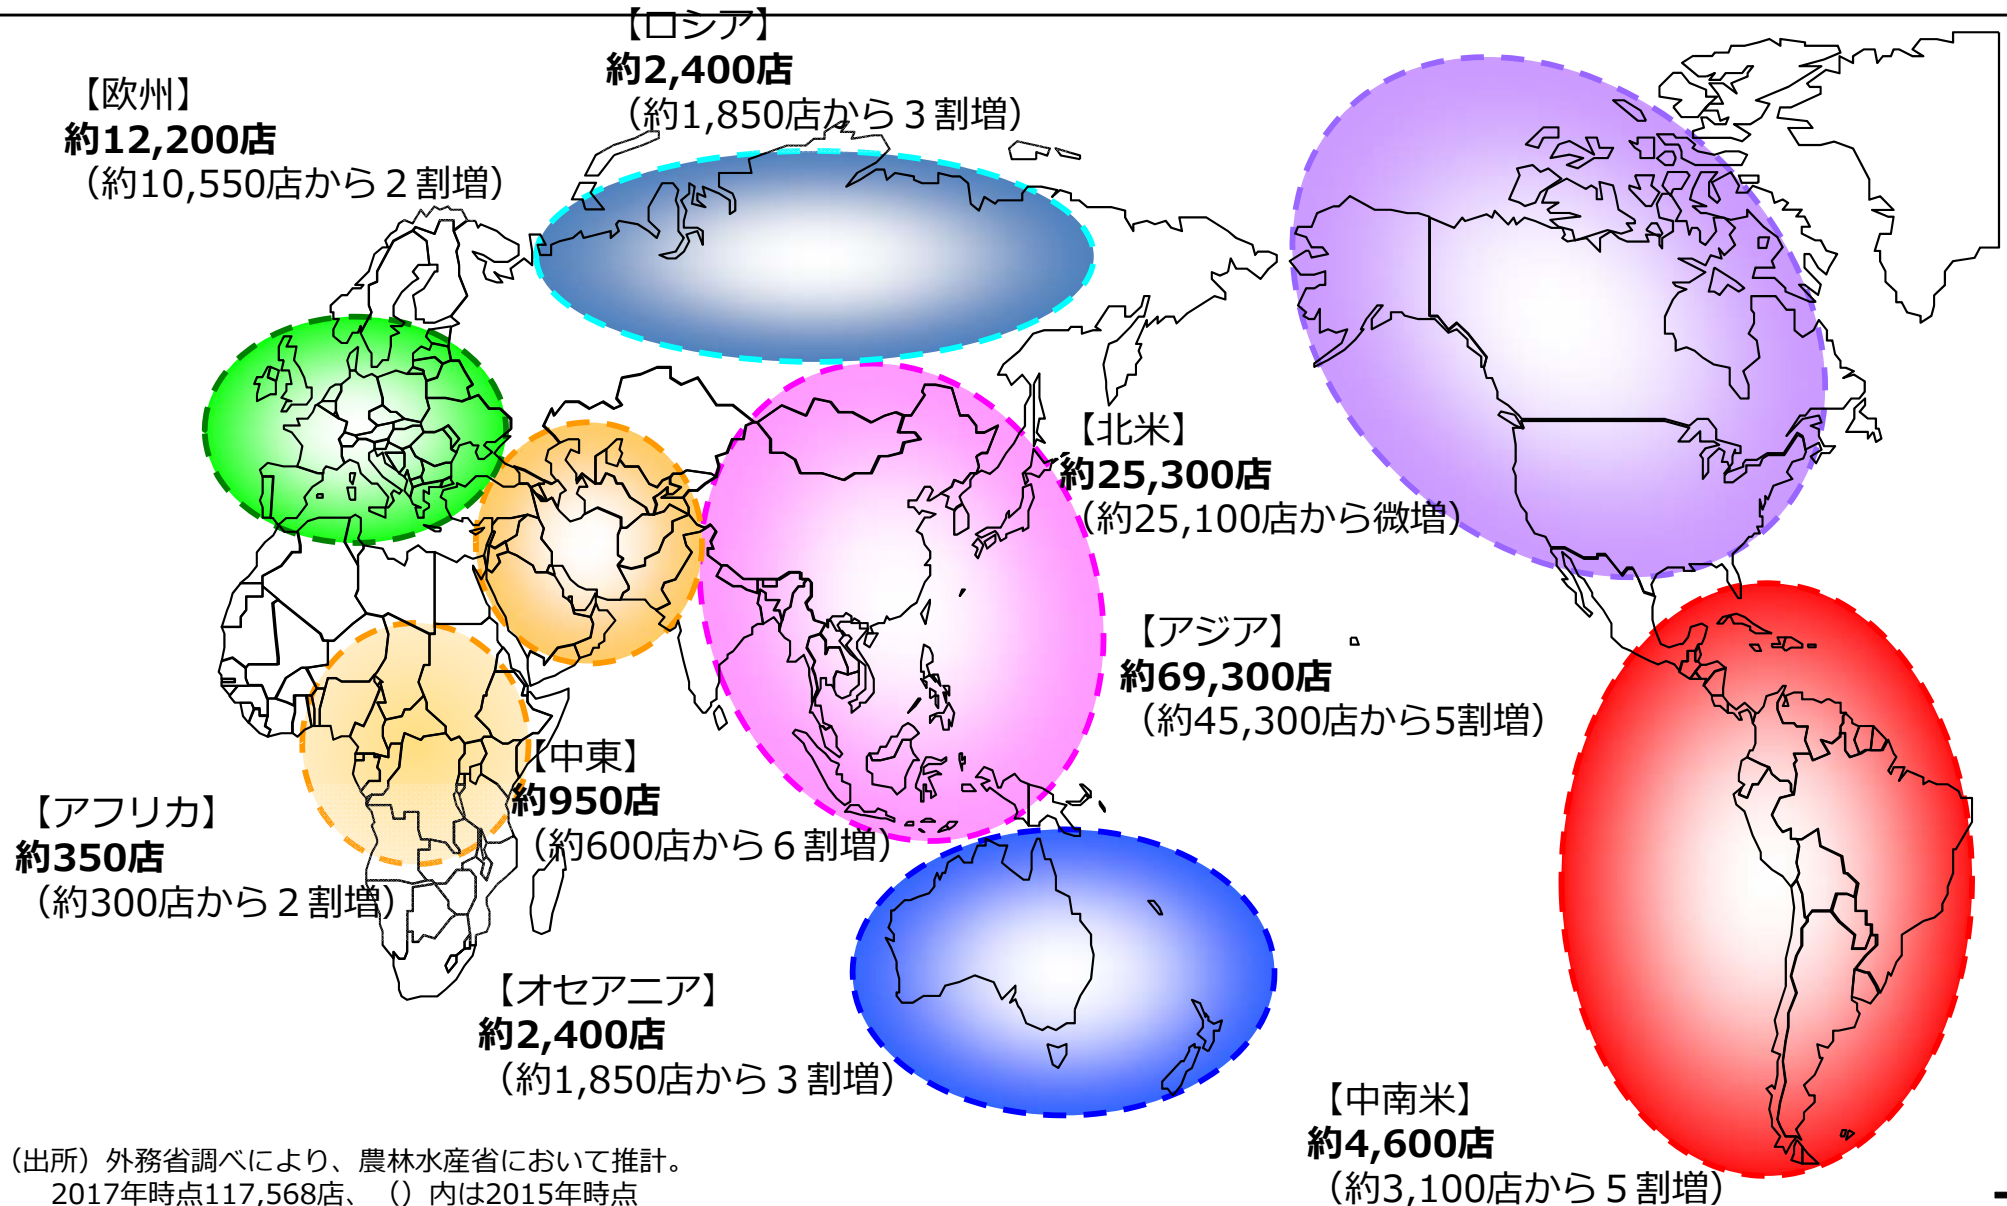 【ロシア】
約2,400店
（約1,850店から３割増）
【欧州】
約12,200店
（約10,550店から２割増）
【北米】
約25,300店
（約25,100店から微増）
【アジア】
約69,300店
（約45,300店から5割増）
【中東】
約950店
（約600店から６割増）
【アフリカ】
約350店
（約300店から２割増）
【オセアニア】
約2,400店
（約1,850店から３割増）
【中南米】
約4,600店
（約3,100店から５割増）
（出所）外務省調べにより、農林水産省において推計。
2017年時点117,568店、（）内は2015年時点